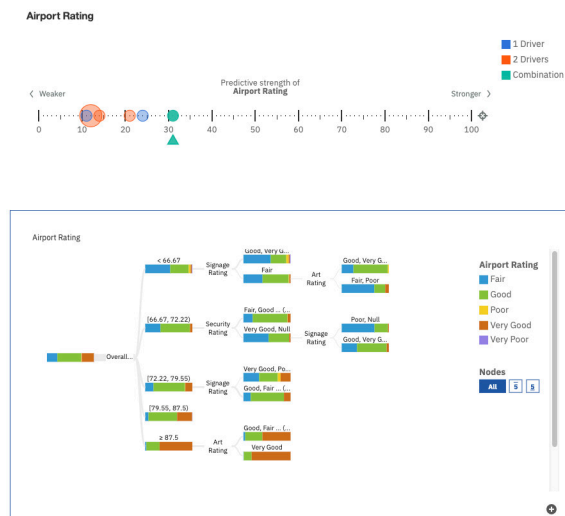 Airport Rating
1 Driver
2 Drivers
Combination
Predictive strength of
Airport Rating
Weaker
Stronger
0 10 20 30 40 50 60 70 80 90 100
Airport Rating
< 66.67
Signage
Rating
Good, Very G...
Fair
Art
Rating
Good, Very G...
Fair, Poor
[66.67, 72.22)
Security
Rating
Fair, Good ... (...
Very Good, Null
Signage
Rating
Poor, Null
Good, Very G...
Overall...
[72.22, 79.55)
Signage
Rating
Very Good, Po...
Good, Fair ... (...
[79.55, 87.5)
≥ 87.5
Art
Rating
Good, Fair ... (...
Very Good
Airport Rating
Fair
Good
Poor
Very Good
Very Poor
Nodes
All 5 5